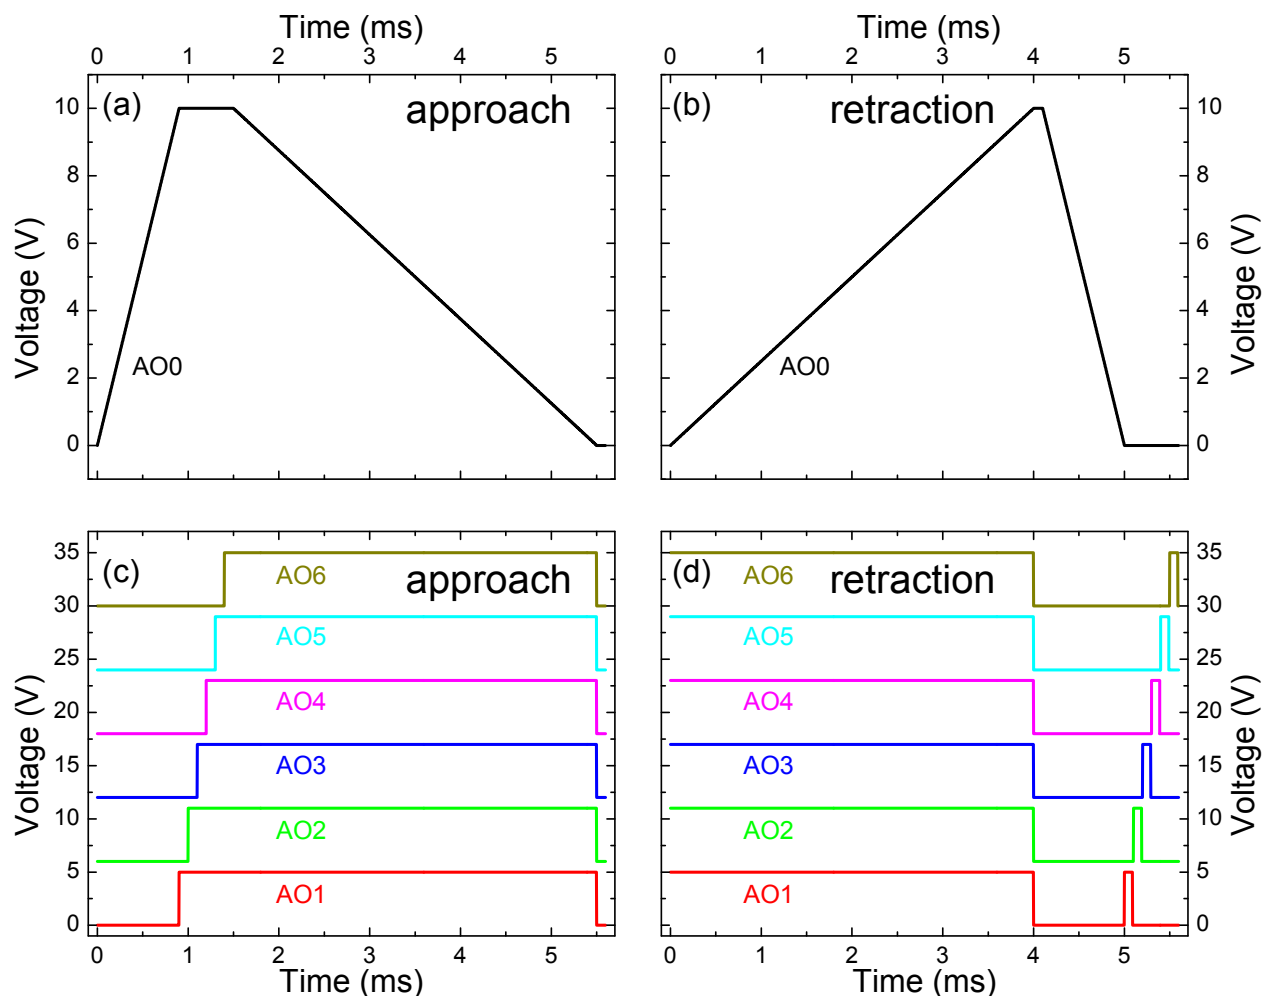 Time (ms)
Time (ms)
0 1 2 3 4 5
0 1 2 3 4 5
(a) approach
(b) retraction
10
8
6
4
2
0
Voltage (V)
AO0
AO0
10
8
6
4
2
0
Voltage (V)
(c) approach
(d) retraction
35
30
25
20
15
10
5
0
Voltage (V)
AO6
AO5
AO4
AO3
AO2
AO1
AO6
AO5
AO4
AO3
AO2
AO1
35
30
25
20
15
10
5
0
Voltage (V)
0 1 2 3 4 5
0 1 2 3 4 5
Time (ms)
Time (ms)